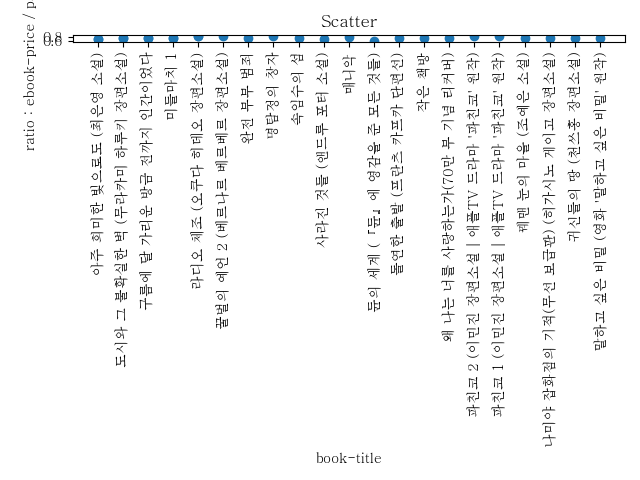 Scatter
0.8
0.6
ratio : ebook-price / p
아주 희미한 빛으로도 (최은영 소설)
도시와 그 불확실한 벽 (무라카미 하루키 장편소설)
구름에 달 가리운 방금 전까지 인간이었다
미들마치 1
라디오 체조 (오쿠다 히데오 장편소설)
꿀벌의 예언 2 (베르나르 베르베르 장편소설)
완전 부부 범죄
명탐정의 창자
속임수의 섬
사라진 것들 (앤드루 포터 소설)
매니악
듄의 세계 (『듄』에 영감을 준 모든 것들)
돌연한 출발 (프란츠 카프카 단편선)
작은 책방
왜 나는 너를 사랑하는가(70만 부 기념 리커버)
파친코 2 (이민진 장편소설 | 애플TV 드라마 '파친코' 원작)
파친코 1 (이민진 장편소설 | 애플TV 드라마 '파친코' 원작)
꿰맨 눈의 마을 (조예은 소설)
나미야 잡화점의 기적(무선 보급판) (히가시노 게이고 장편소설)
귀신들의 땅 (천쓰홍 장편소설)
말하고 싶은 비밀 (영화 '말하고 싶은 비밀' 원작)
book-title